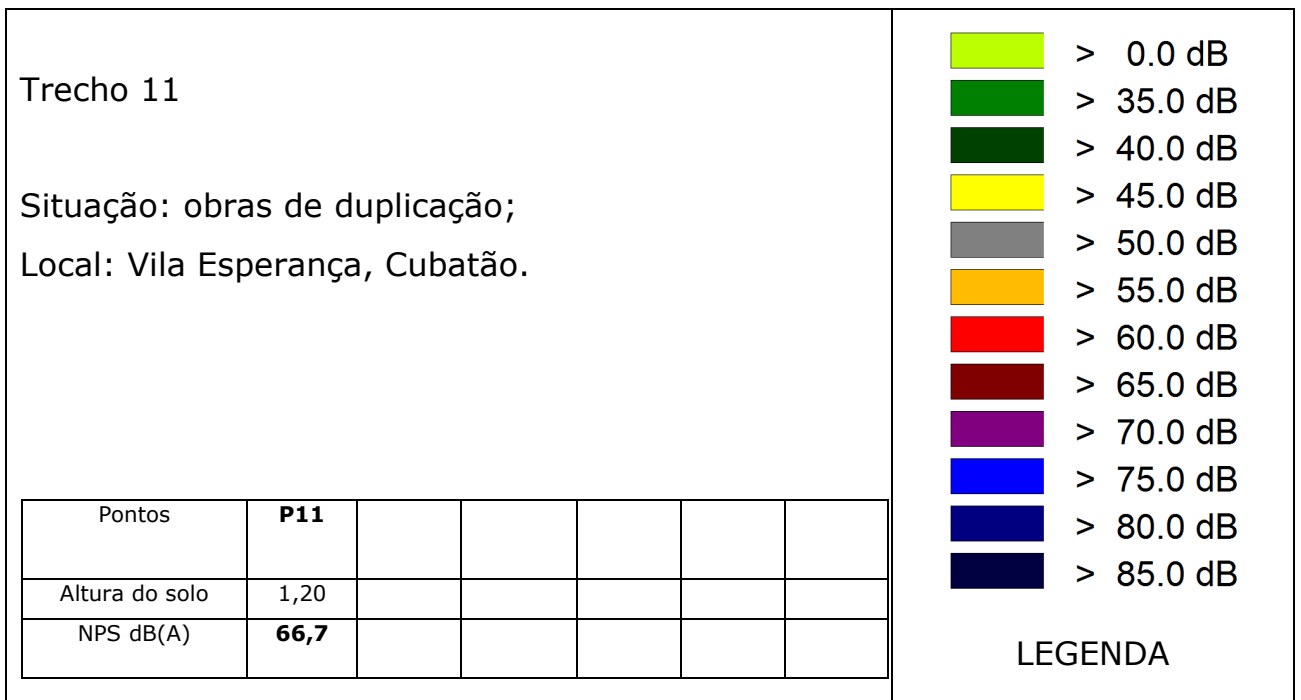 Trecho 11
Situação: obras de duplicação;
Local: Vila Esperança, Cubatão.
Pontos P11
Altura do solo 1,20
NPS dB(A) 66,7
> 0.0 dB
> 35.0 dB
> 40.0 dB
> 45.0 dB
> 50.0 dB
> 55.0 dB
> 60.0 dB
> 65.0 dB
> 70.0 dB
> 75.0 dB
> 80.0 dB
> 85.0 dB
LEGENDA